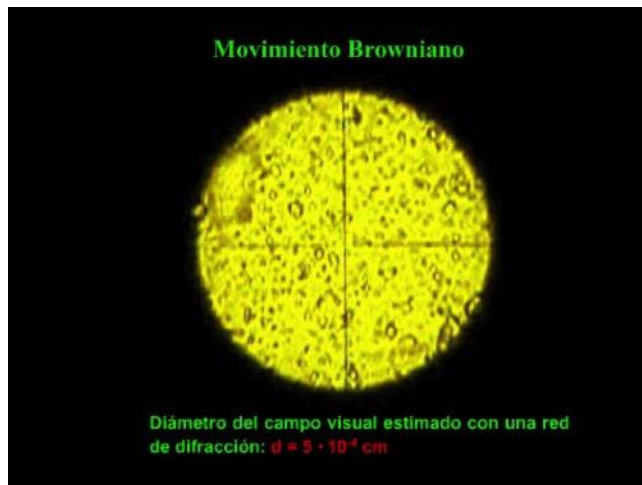 Movimiento Browniano
Diámetro del campo visual estimado con una red
de difracción: d = 5 · 10⁻⁴ cm